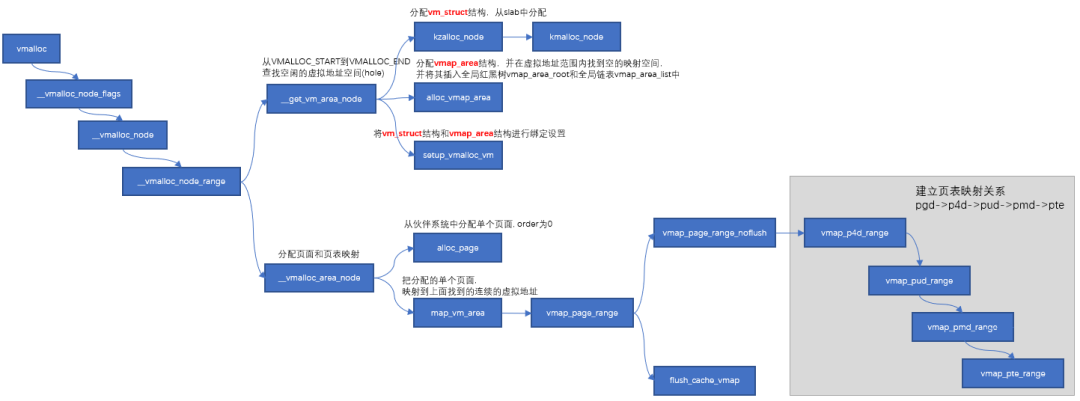 vmalloc
__vmalloc_node_flags
__vmalloc_node
__vmalloc_node_range
从VMALLOC_START到VMALLOC_END
查找空闲的虚拟地址空间(hole)
__get_vm_area_node
分配vm_struct结构，从slab中分配
kzalloc_node
kmalloc_node
分配vmap_area结构，并在虚拟地址范围内找到空的映射空间，
并将其插入全局红黑树vmap_area_root和全局链表vmap_area_list中
alloc_vmap_area
将vm_struct结构和vmap_area结构进行绑定设置
setup_vmalloc_vm
分配页面和页表映射
__vmalloc_area_node
从伙伴系统中分配单个页面, order为0
alloc_page
把分配的单个页面,
映射到上面找到的连续的虚拟地址
map_vm_area
vmap_page_range
vmap_page_range_noflush
flush_cache_vmap
建立页表映射关系
pgd->p4d->pud->pmd->pte
vmap_p4d_range
vmap_pud_range
vmap_pmd_range
vmap_pte_range